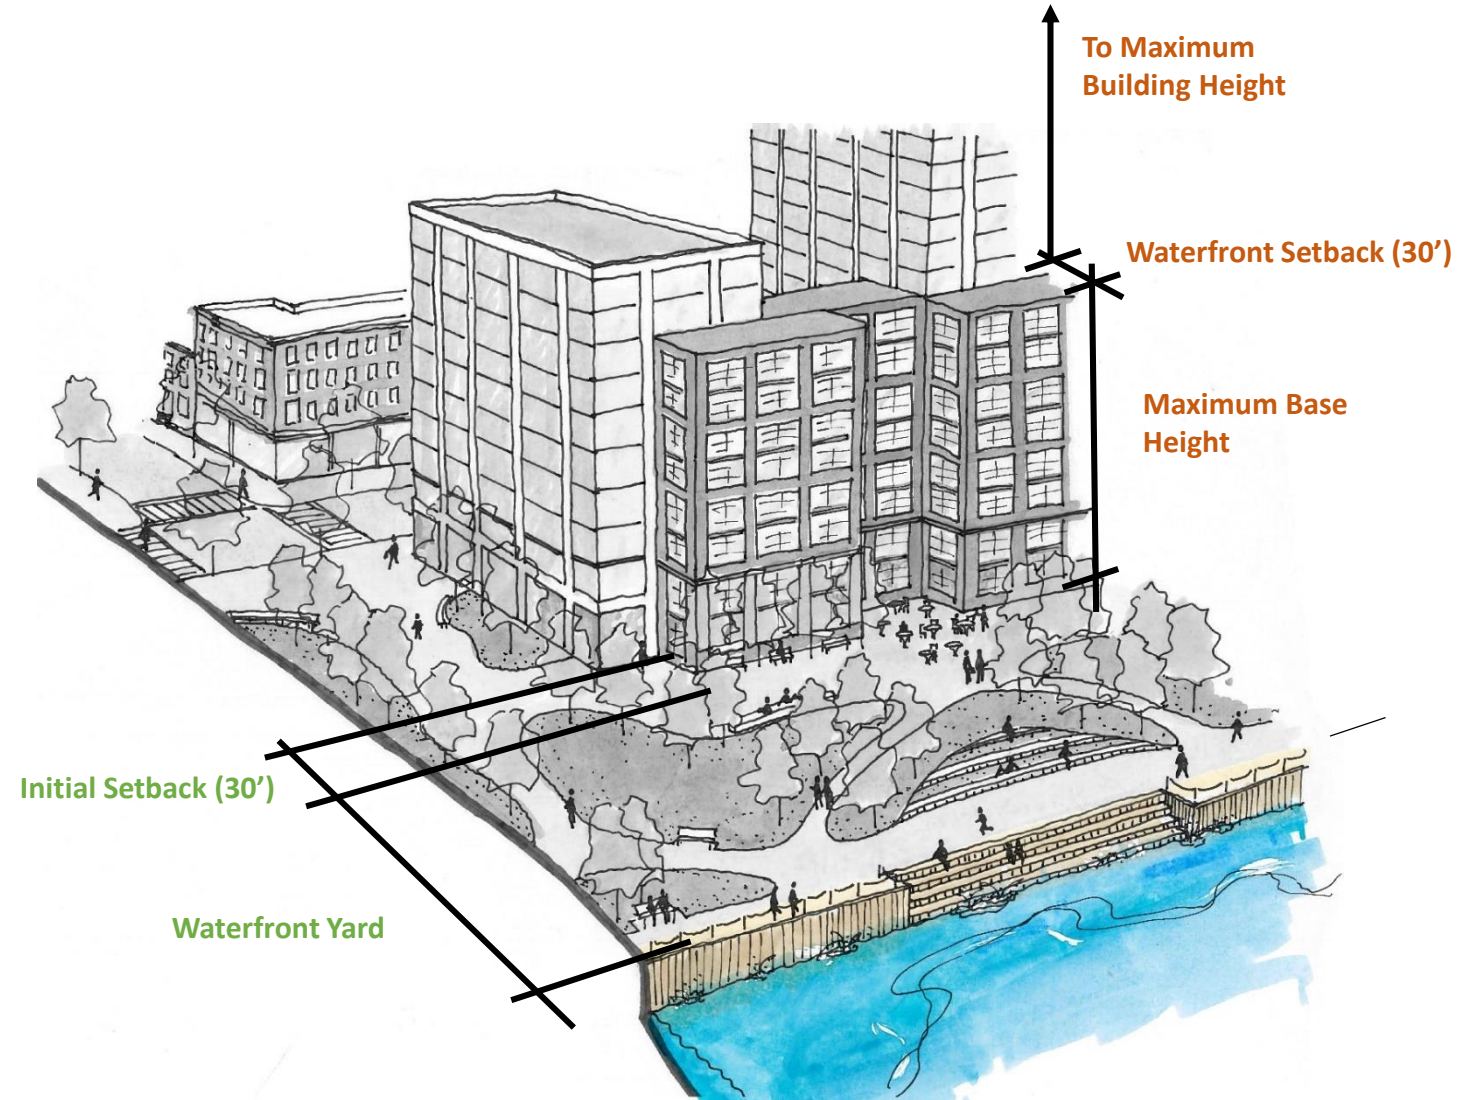 To Maximum
Building Height
Waterfront Setback (30’)
Maximum Base
Height
Initial Setback (30’)
Waterfront Yard